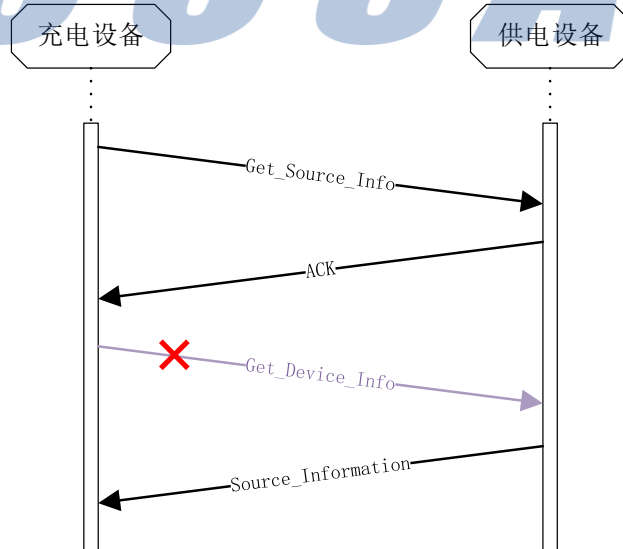 充电设备
供电设备
Get_Source_Info
ACK
Get_Device_Info
Source_Information